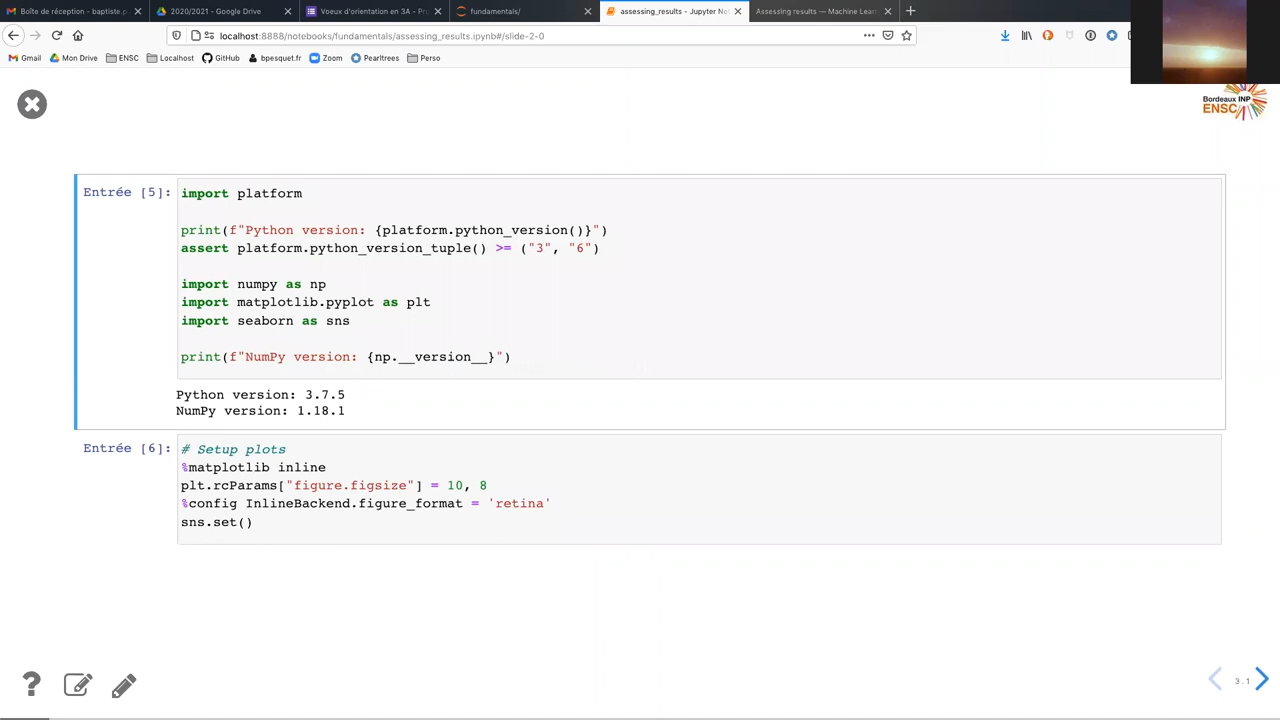 Boîte de réception - baptiste.p
2020/2021 - Google Drive
Voeux d'orientation en 3A - Pro
fundamentals/
assessing_results - Jupyter No
Assessing results — Machine Lear
localhost:8888/notebooks/fundamentals/assessing_results.ipynb#/slide-2-0
Gmail
Mon Drive
ENSC
Localhost
GitHub
bpesquet.fr
Zoom
Pearltrees
Perso
Bordeaux INP
ENSC
Entrée [5]:
import platform
print(f"Python version: {platform.python_version()}")
assert platform.python_version_tuple() >= ("3", "6")
import numpy as np
import matplotlib.pyplot as plt
import seaborn as sns
print(f"NumPy version: {np.__version__}")
Python version: 3.7.5
NumPy version: 1.18.1
Entrée [6]:
# Setup plots
%matplotlib inline
plt.rcParams["figure.figsize"] = 10, 8
%config InlineBackend.figure_format = 'retina'
sns.set()
?
3.1